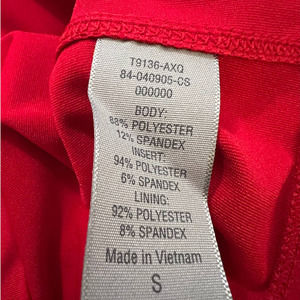 T9136-AXQ
84-040905-CS
000000
BODY:
88% POLYESTER
12% SPANDEX
INSERT:
94% POLYESTER
6% SPANDEX
LINING:
92% POLYESTER
8% SPANDEX
Made in Vietnam
S